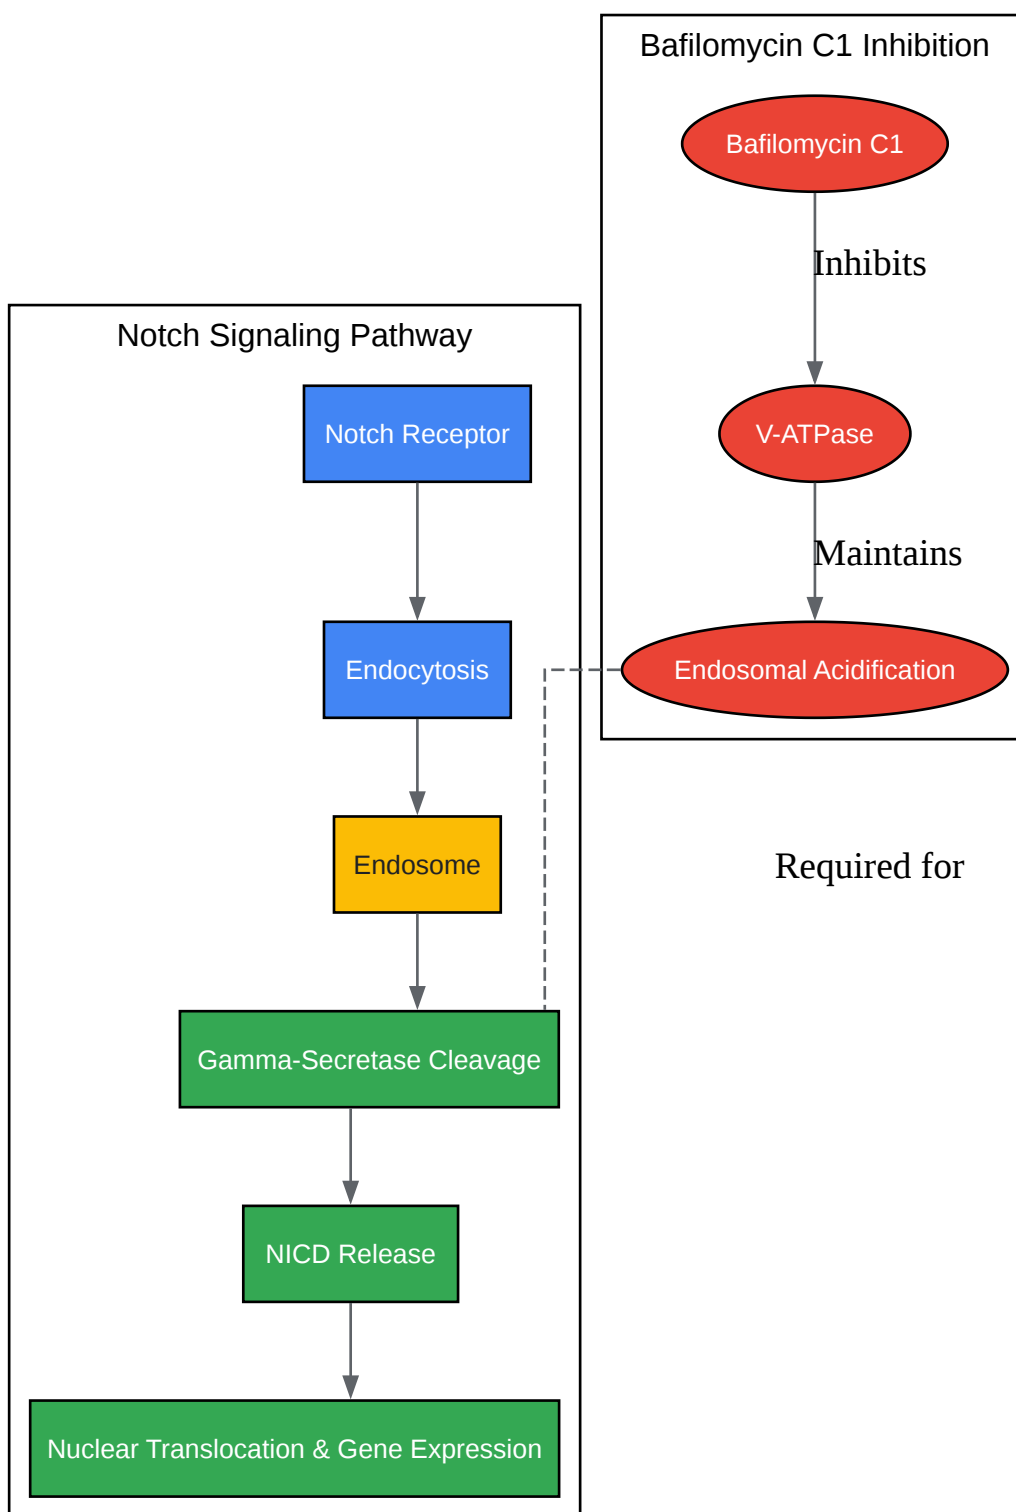 Bafilomycin C1 Inhibition
Bafilomycin C1
Inhibits
V-ATPase
Maintains
Endosomal Acidification
Required for
Notch Signaling Pathway
Notch Receptor
Endocytosis
Endosome
Gamma-Secretase Cleavage
NICD Release
Nuclear Translocation & Gene Expression